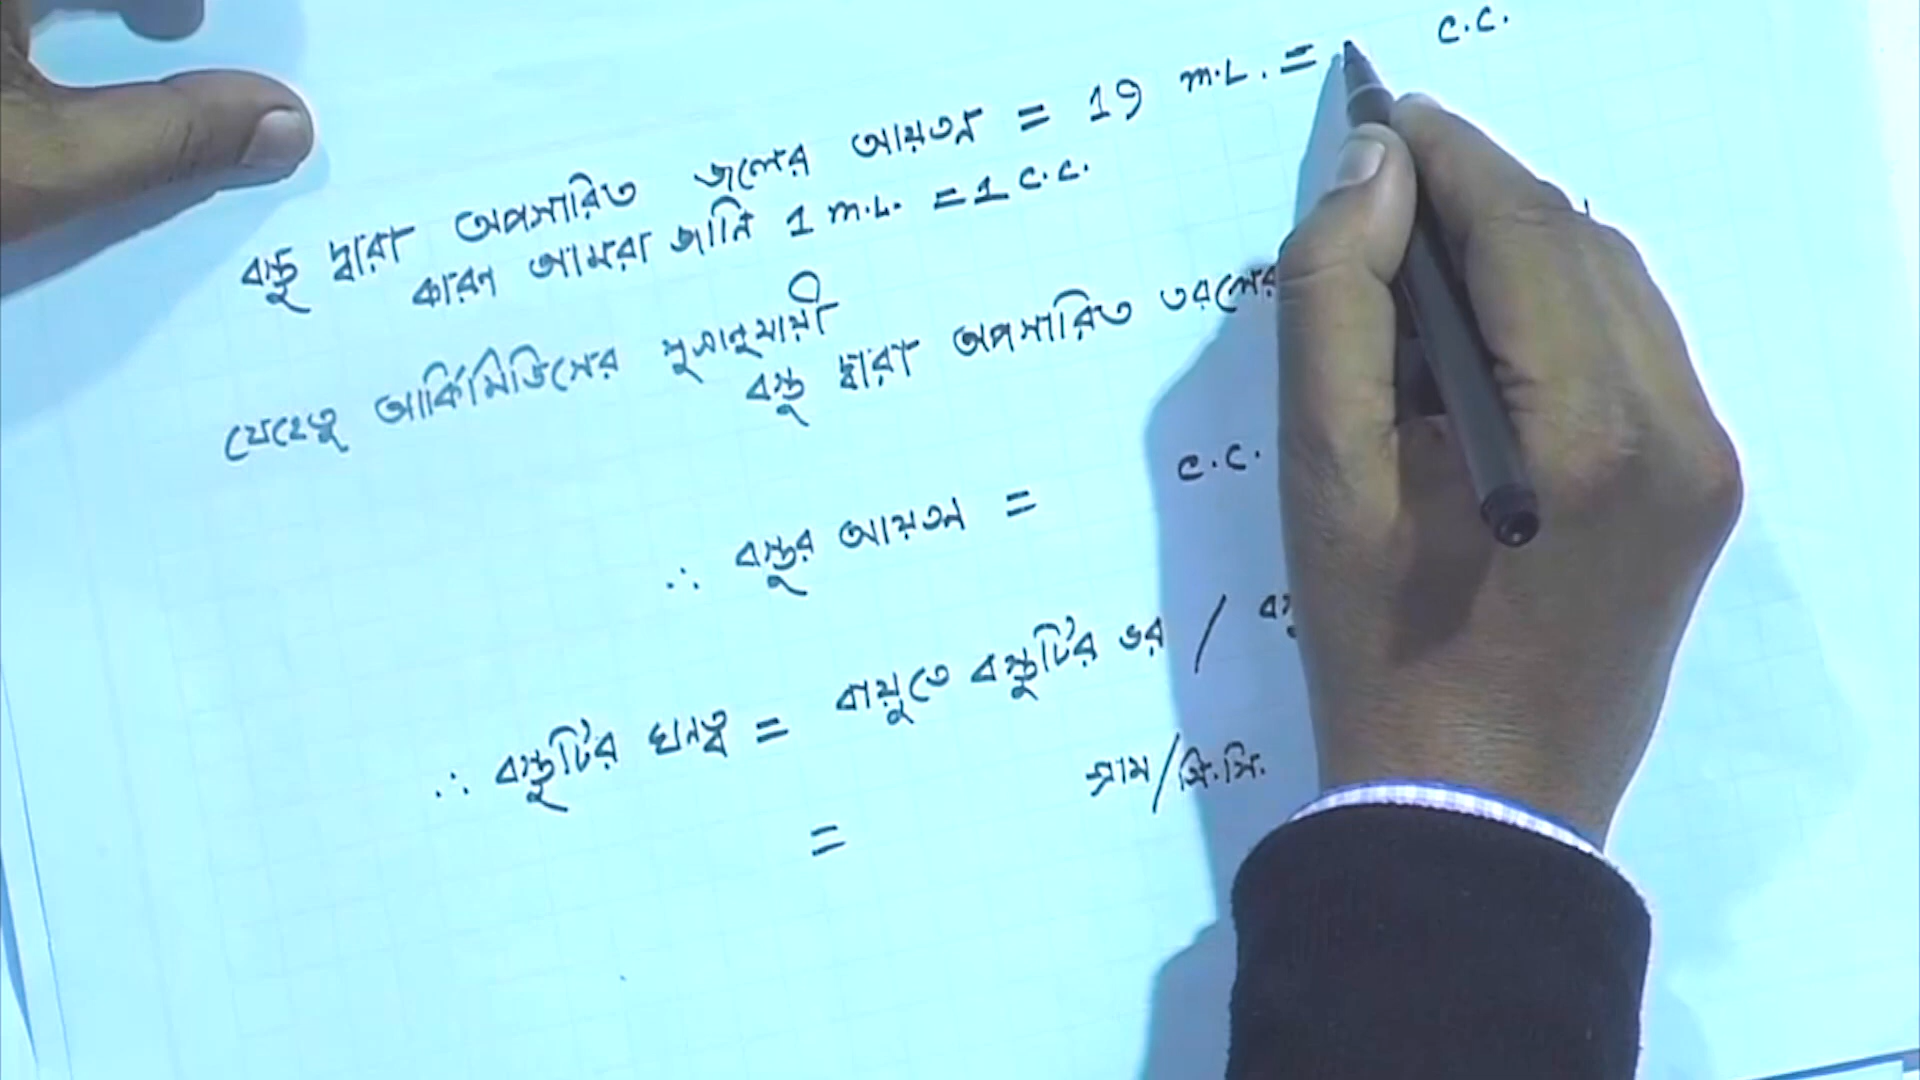 বস্তু দ্বারা অপসারিত জলের আয়তন = 19 m.L. = c.c.
কারন আমরা জানি 1 m.L. = 1 c.c.
যেহেতু আর্কিমিডিসের সূত্রানুযায়ী
বস্তু দ্বারা অপসারিত তরলের
∴ বস্তুর আয়তন = c.c.
∴ বস্তুটির ঘনত্ব = বায়ুতে বস্তুটির ভর /
= গ্রাম/সি.সি.